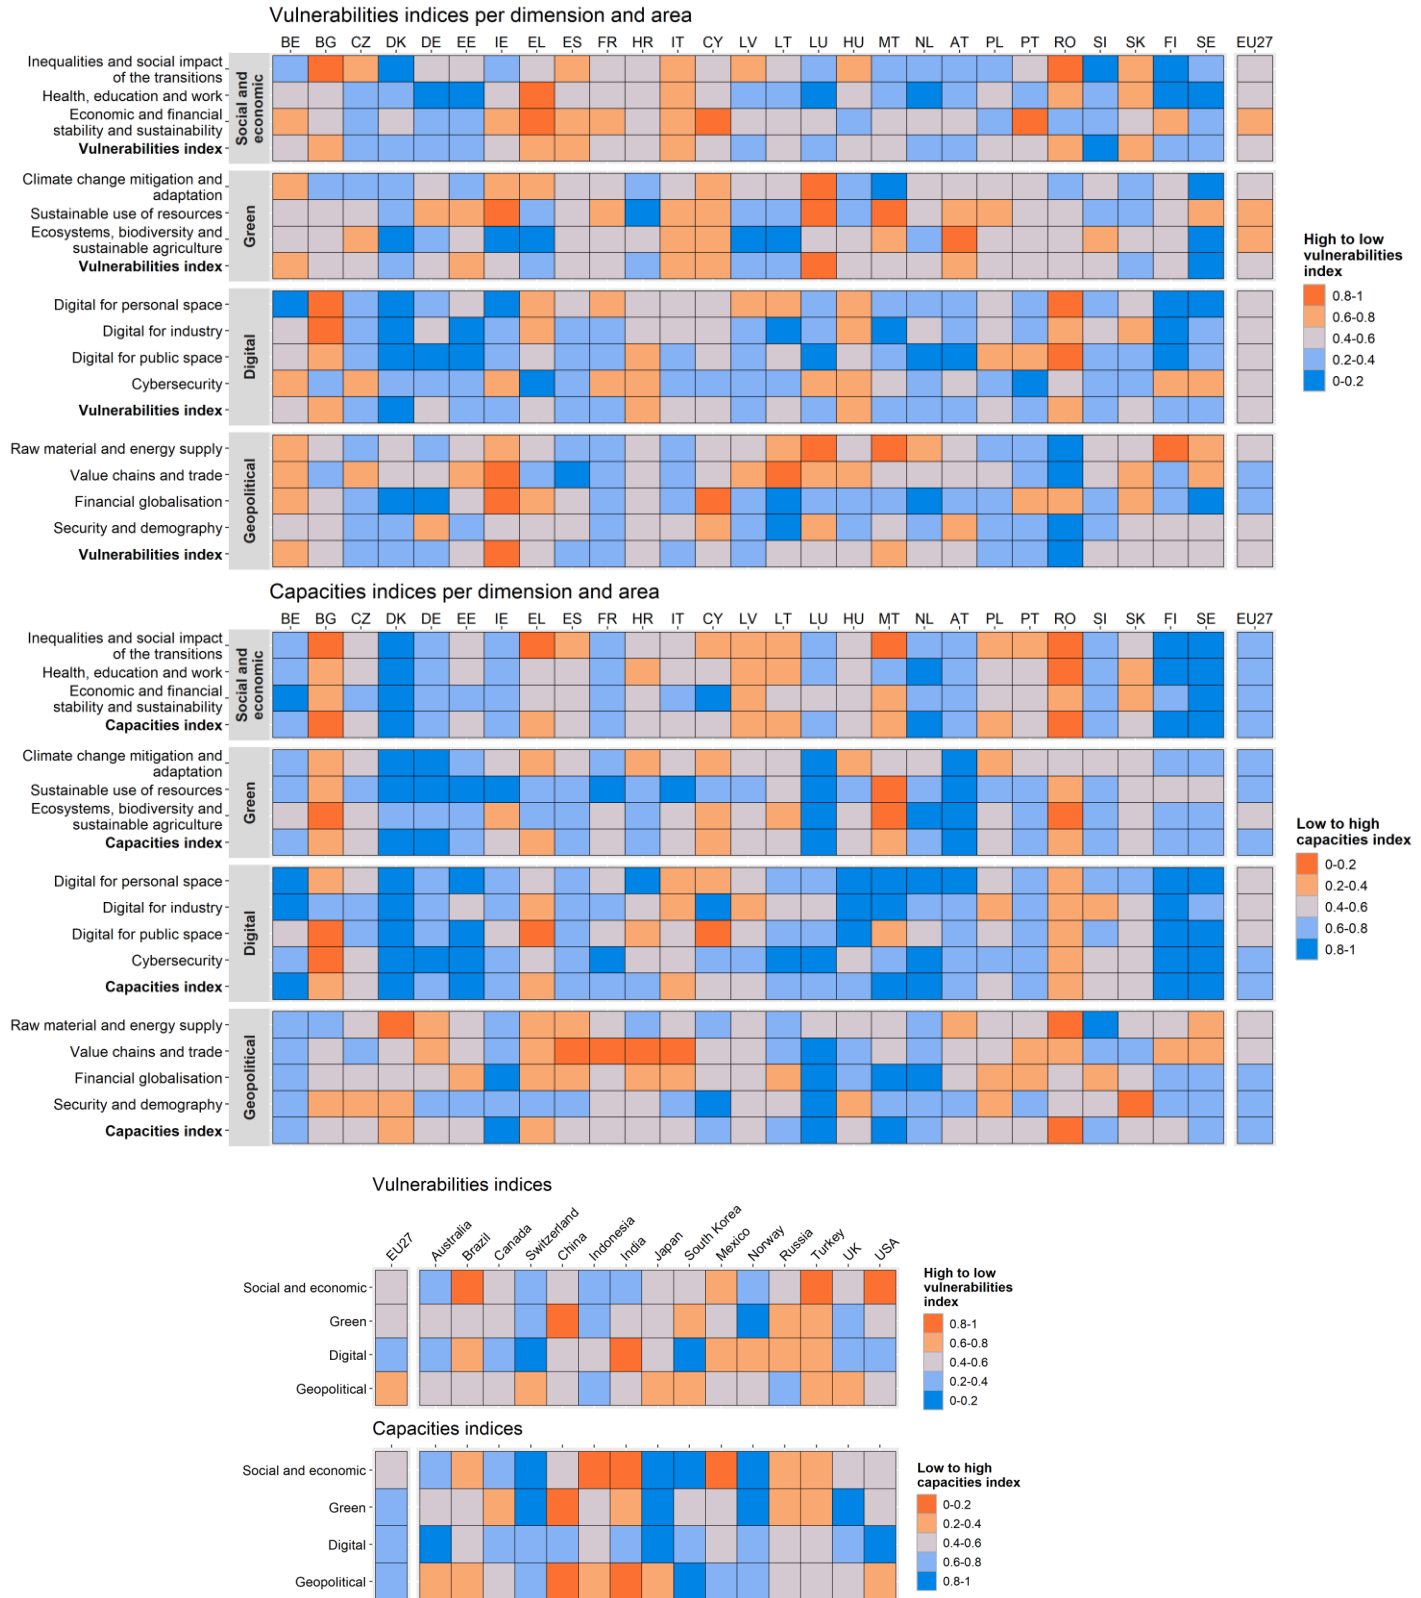 Vulnerabilities indices per dimension and area
BE BG CZ DK DE EE IE EL ES FR HR IT CY LV LT LU HU MT NL AT PL PT RO SI SK FI SE EU27
Social and
economic
Inequalities and social impact
of the transitions
Health, education and work
Economic and financial
stability and sustainability
Vulnerabilities index
Green
Climate change mitigation and
adaptation
Sustainable use of resources
Ecosystems, biodiversity and
sustainable agriculture
Vulnerabilities index
Digital
Digital for personal space
Digital for industry
Digital for public space
Cybersecurity
Vulnerabilities index
Geopolitical
Raw material and energy supply
Value chains and trade
Financial globalisation
Security and demography
Vulnerabilities index
High to low
vulnerabilities
index
0.8-1
0.6-0.8
0.4-0.6
0.2-0.4
0-0.2
Capacities indices per dimension and area
BE BG CZ DK DE EE IE EL ES FR HR IT CY LV LT LU HU MT NL AT PL PT RO SI SK FI SE EU27
Social and
economic
Inequalities and social impact
of the transitions
Health, education and work
Economic and financial
stability and sustainability
Capacities index
Green
Climate change mitigation and
adaptation
Sustainable use of resources
Ecosystems, biodiversity and
sustainable agriculture
Capacities index
Digital
Digital for personal space
Digital for industry
Digital for public space
Cybersecurity
Capacities index
Geopolitical
Raw material and energy supply
Value chains and trade
Financial globalisation
Security and demography
Capacities index
Low to high
capacities index
0-0.2
0.2-0.4
0.4-0.6
0.6-0.8
0.8-1
Vulnerabilities indices
EU27 Australia Brazil Canada Switzerland China Indonesia India Japan South Korea Mexico Norway Russia Turkey UK USA
Social and economic
Green
Digital
Geopolitical
High to low
vulnerabilities
index
0.8-1
0.6-0.8
0.4-0.6
0.2-0.4
0-0.2
Capacities indices
Social and economic
Green
Digital
Geopolitical
Low to high
capacities index
0-0.2
0.2-0.4
0.4-0.6
0.6-0.8
0.8-1